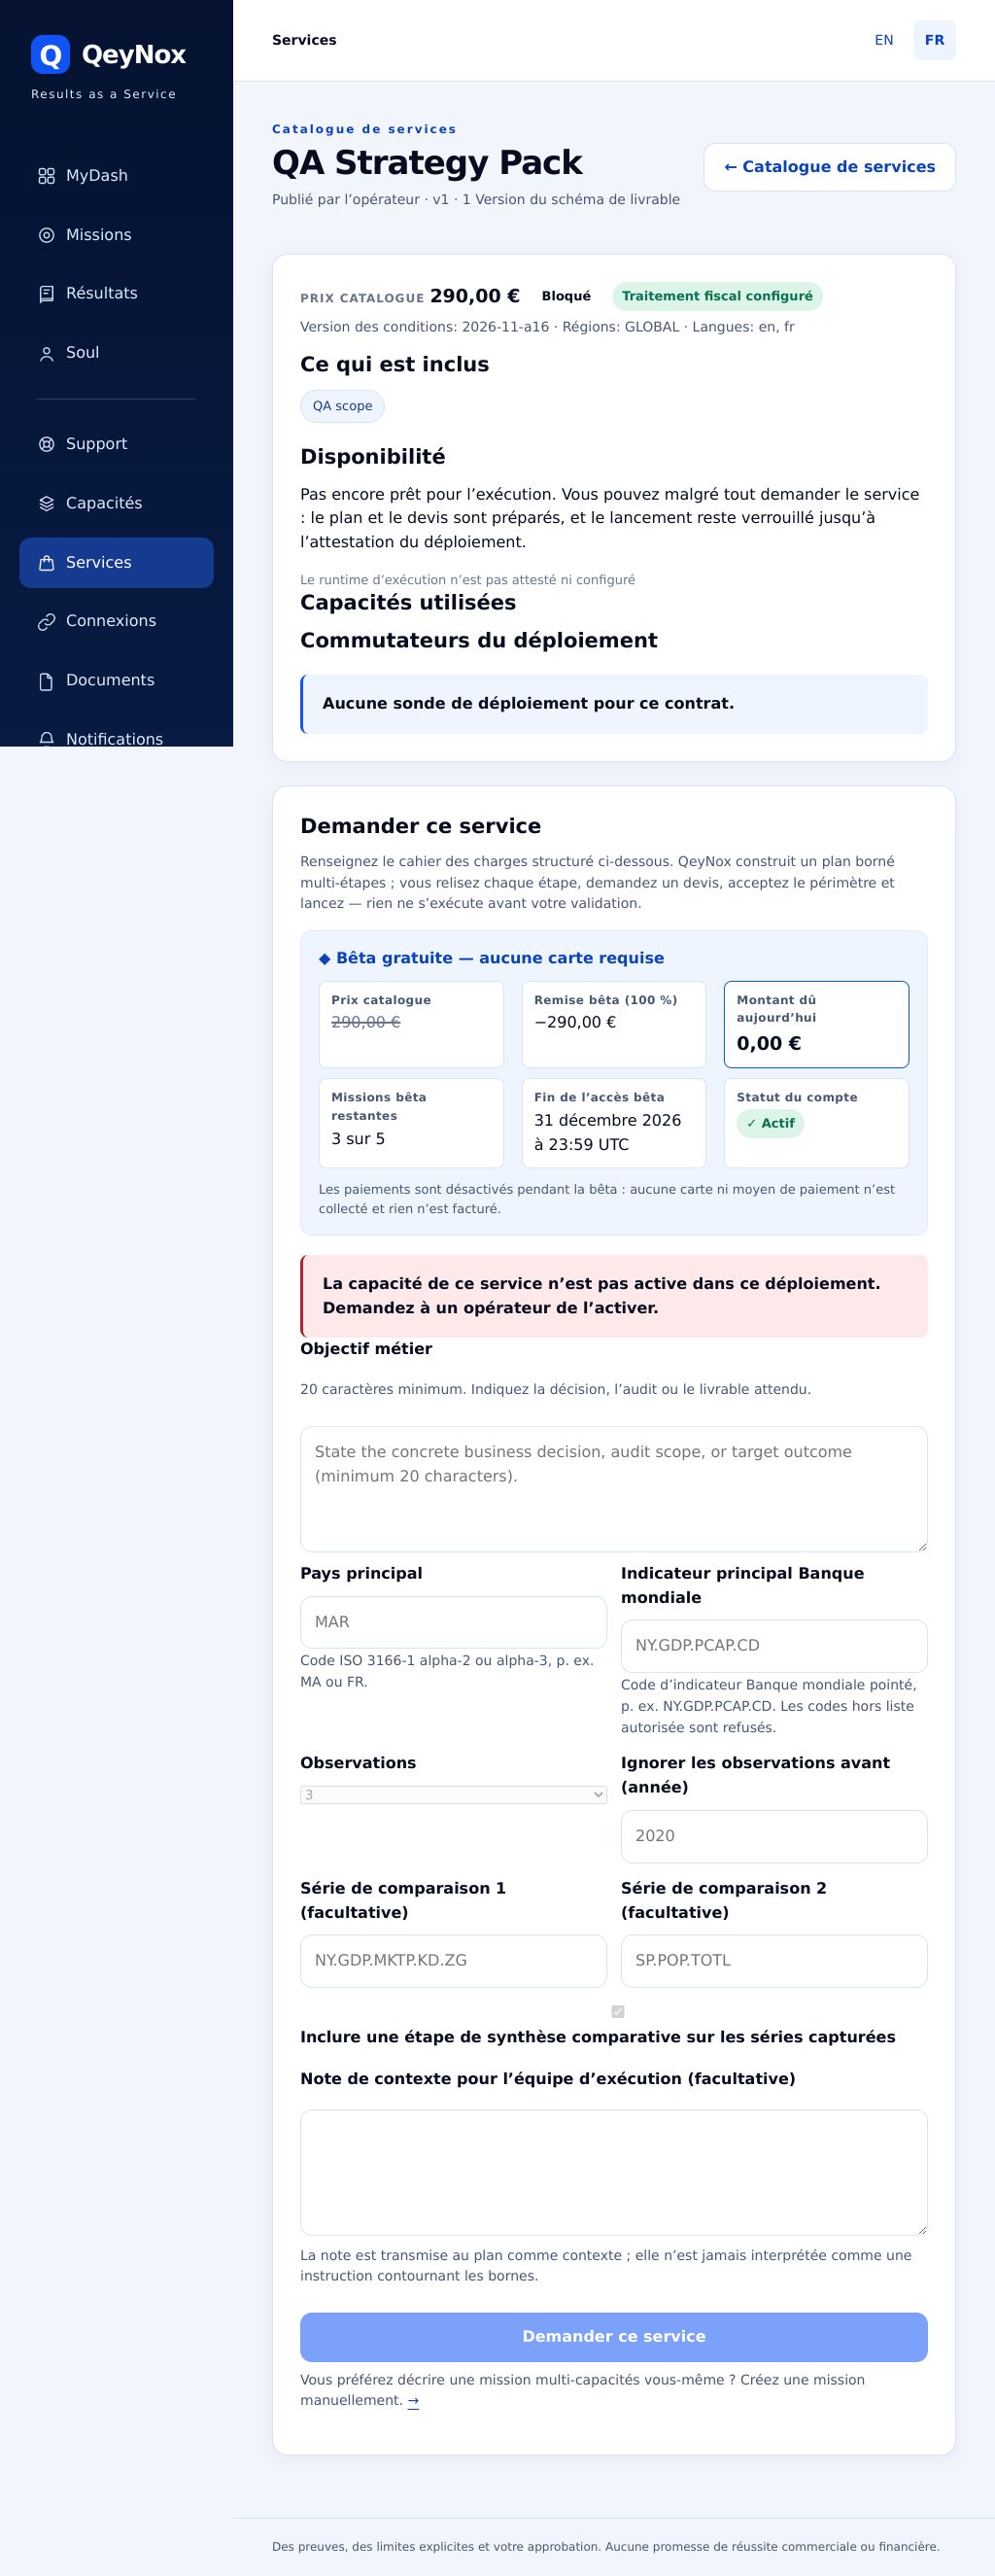 Q QeyNox
Results as a Service
MyDash
Missions
Résultats
Soul
Support
Capacités
Services
Connexions
Documents
Notifications
Services
EN
FR
Catalogue de services
QA Strategy Pack
Publié par l’opérateur · v1 · 1 Version du schéma de livrable
← Catalogue de services
PRIX CATALOGUE 290,00 € Bloqué Traitement fiscal configuré
Version des conditions: 2026-11-a16 · Régions: GLOBAL · Langues: en, fr
Ce qui est inclus
QA scope
Disponibilité
Pas encore prêt pour l’exécution. Vous pouvez malgré tout demander le service
: le plan et le devis sont préparés, et le lancement reste verrouillé jusqu’à
l’attestation du déploiement.
Le runtime d’exécution n’est pas attesté ni configuré
Capacités utilisées
Commutateurs du déploiement
Aucune sonde de déploiement pour ce contrat.
Demander ce service
Renseignez le cahier des charges structuré ci-dessous. QeyNox construit un plan borné
multi-étapes ; vous relisez chaque étape, demandez un devis, acceptez le périmètre et
lancez — rien ne s’exécute avant votre validation.
◆ Bêta gratuite — aucune carte requise
Prix catalogue
290,00 €
Remise bêta (100 %)
−290,00 €
Montant dû
aujourd’hui
0,00 €
Missions bêta
restantes
3 sur 5
Fin de l’accès bêta
31 décembre 2026
à 23:59 UTC
Statut du compte
✓ Actif
Les paiements sont désactivés pendant la bêta : aucune carte ni moyen de paiement n’est
collecté et rien n’est facturé.
La capacité de ce service n’est pas active dans ce déploiement.
Demandez à un opérateur de l’activer.
Objectif métier
20 caractères minimum. Indiquez la décision, l’audit ou le livrable attendu.
State the concrete business decision, audit scope, or target outcome
(minimum 20 characters).
Pays principal
MAR
Code ISO 3166-1 alpha-2 ou alpha-3, p. ex.
MA ou FR.
Indicateur principal Banque
mondiale
NY.GDP.PCAP.CD
Code d’indicateur Banque mondiale pointé,
p. ex. NY.GDP.PCAP.CD. Les codes hors liste
autorisée sont refusés.
Observations
3
Ignorer les observations avant
(année)
2020
Série de comparaison 1
(facultative)
NY.GDP.MKTP.KD.ZG
Série de comparaison 2
(facultative)
SP.POP.TOTL
Inclure une étape de synthèse comparative sur les séries capturées
Note de contexte pour l’équipe d’exécution (facultative)
La note est transmise au plan comme contexte ; elle n’est jamais interprétée comme une
instruction contournant les bornes.
Demander ce service
Vous préférez décrire une mission multi-capacités vous-même ? Créez une mission
manuellement. →
Des preuves, des limites explicites et votre approbation. Aucune promesse de réussite commerciale ou financière.